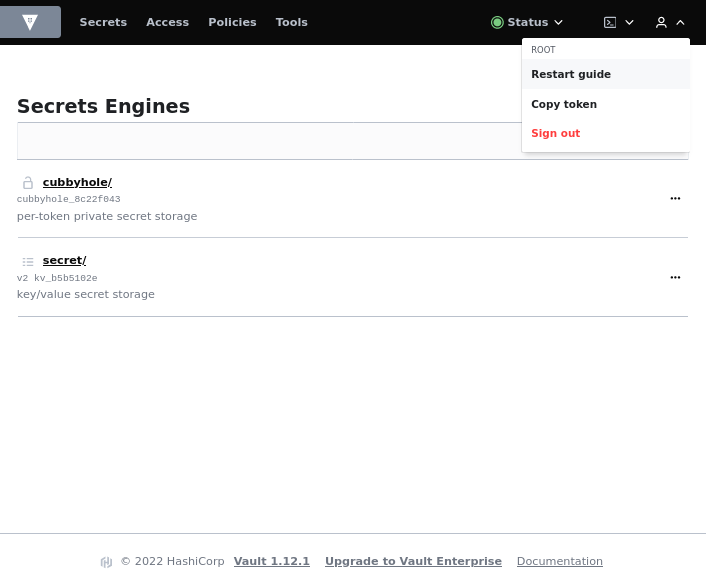 Secrets Access Policies Tools Status
ROOT
Restart guide
Copy token
Sign out
Secrets Engines
cubbyhole/
cubbyhole_8c22f043
per-token private secret storage
secret/
v2 kv_b5b5102e
key/value secret storage
© 2022 HashiCorp Vault 1.12.1 Upgrade to Vault Enterprise Documentation